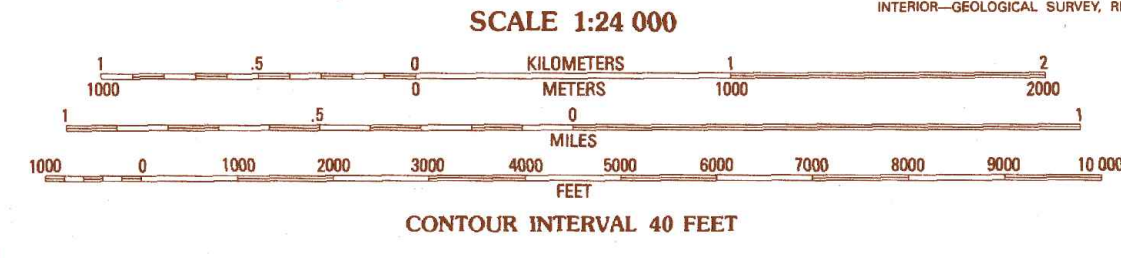 INTERIOR—GEOLOGICAL SURVEY,
SCALE 1:24 000
1 .5 0 KILOMETERS 1 2
1000 0 METERS 1000 2000
1 .5 0 1
MILES
1000 0 1000 2000 3000 4000 5000 6000 7000 8000 9000 10 000
FEET
CONTOUR INTERVAL 40 FEET